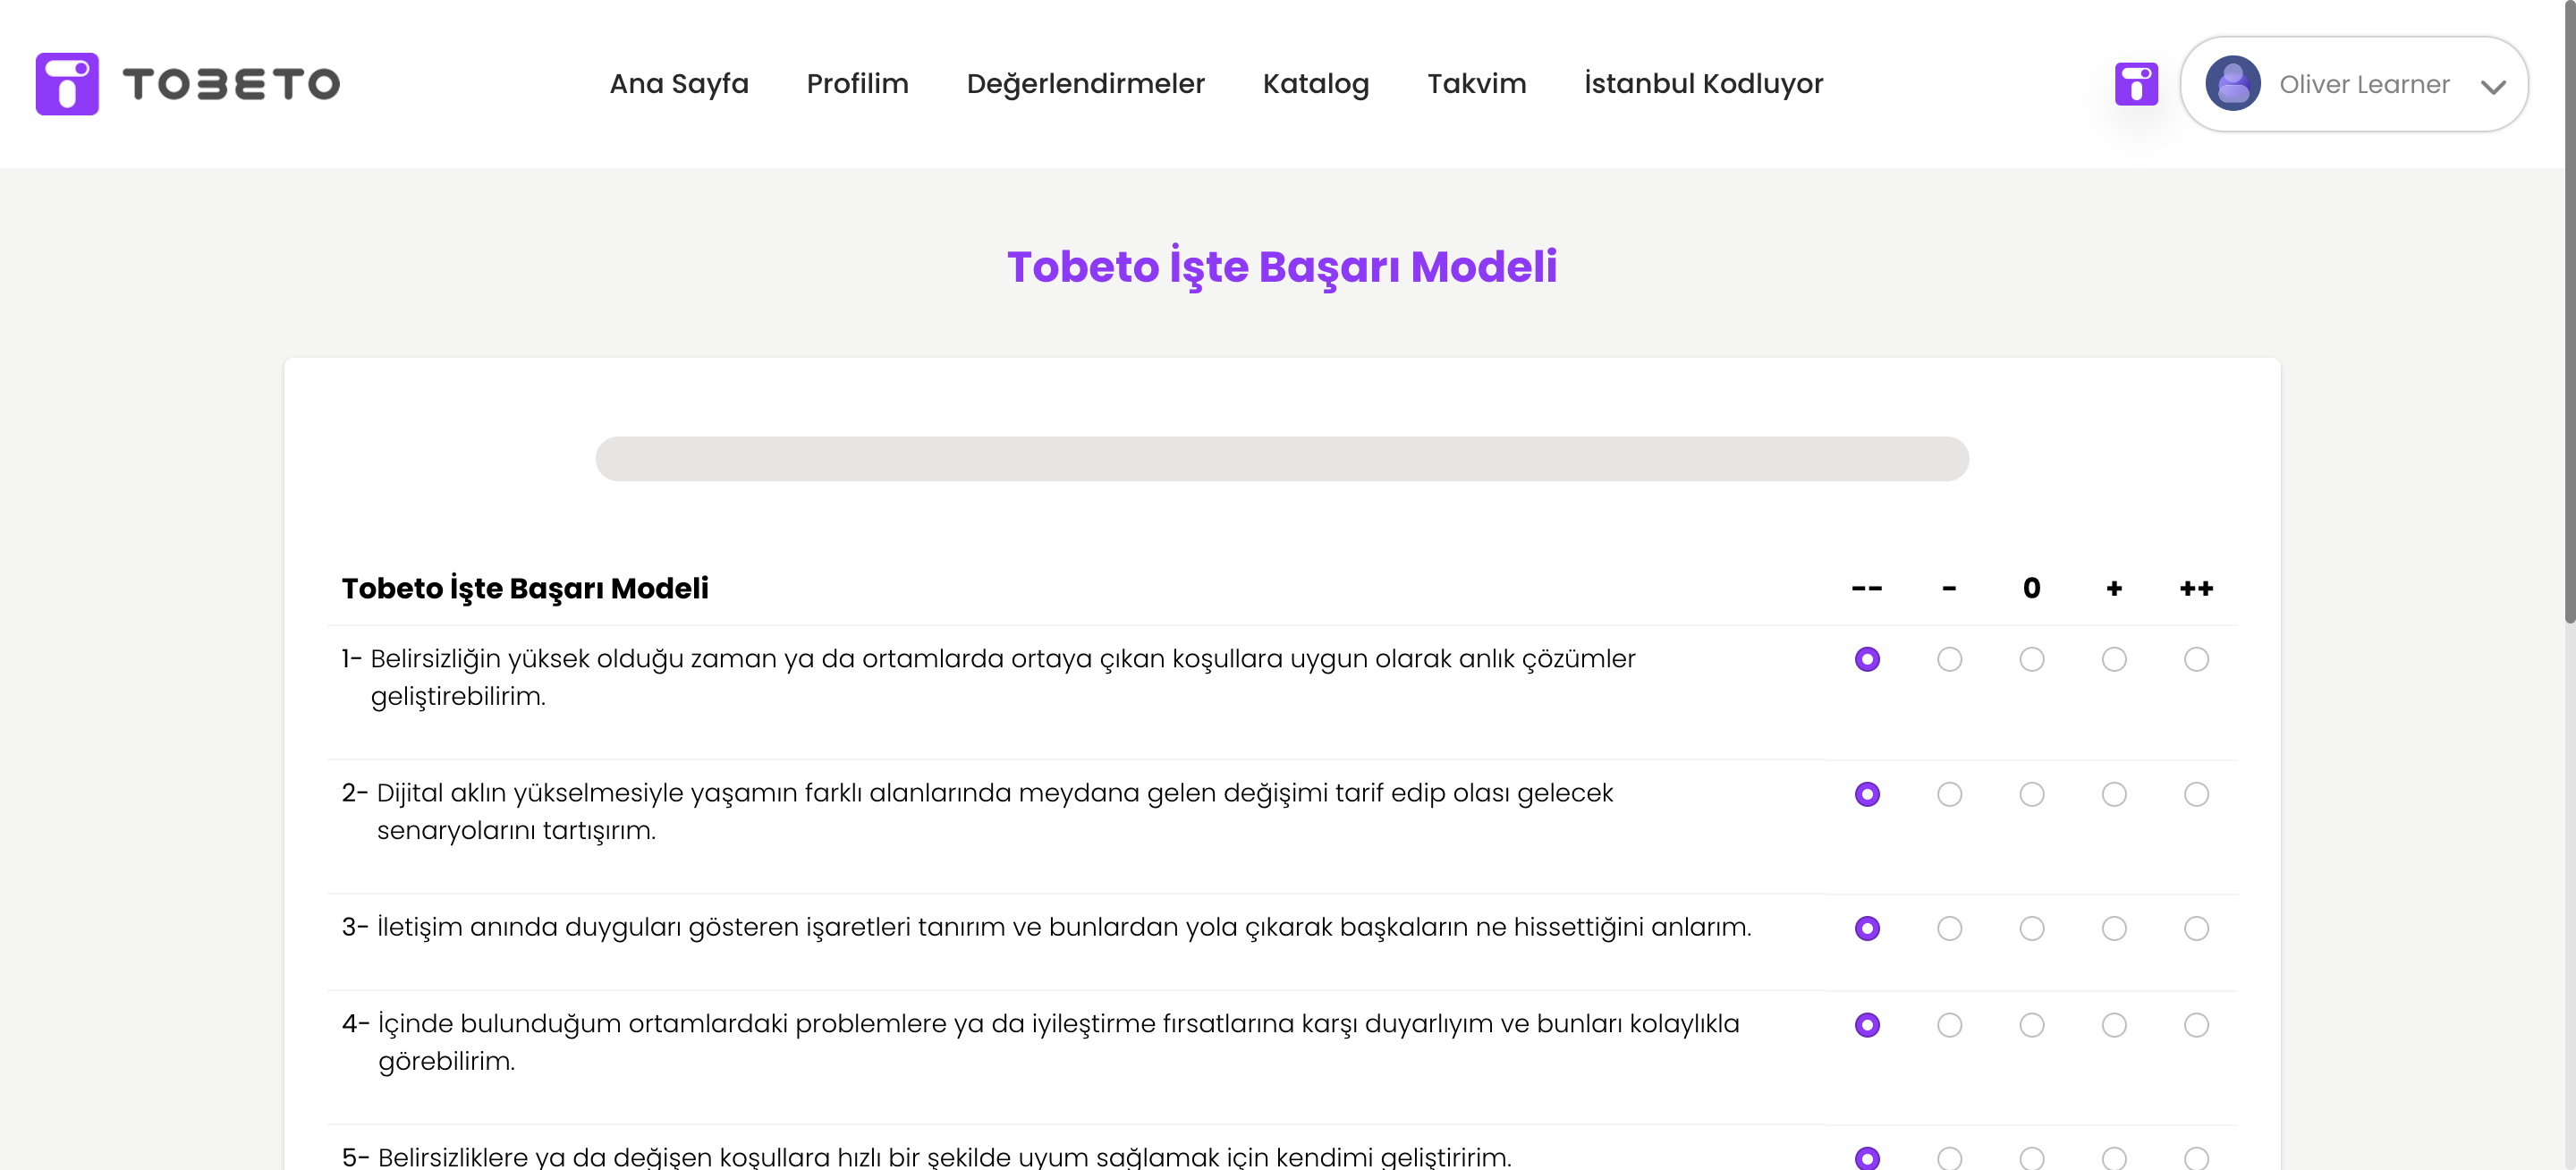 TOBETO
Ana Sayfa Profilim Değerlendirmeler Katalog Takvim İstanbul Kodluyor
Oliver Learner
Tobeto İşte Başarı Modeli
Tobeto İşte Başarı Modeli -- - 0 + ++
1- Belirsizliğin yüksek olduğu zaman ya da ortamlarda ortaya çıkan koşullara uygun olarak anlık çözümler
geliştirebilirim.
2- Dijital aklın yükselmesiyle yaşamın farklı alanlarında meydana gelen değişimi tarif edip olası gelecek
senaryolarını tartışırım.
3- İletişim anında duyguları gösteren işaretleri tanırım ve bunlardan yola çıkarak başkaların ne hissettiğini anlarım.
4- İçinde bulunduğum ortamlardaki problemlere ya da iyileştirme fırsatlarına karşı duyarlıyım ve bunları kolaylıkla
görebilirim.
5- Belirsizliklere ya da değişen koşullara hızlı bir şekilde uyum sağlamak için kendimi geliştiririm.